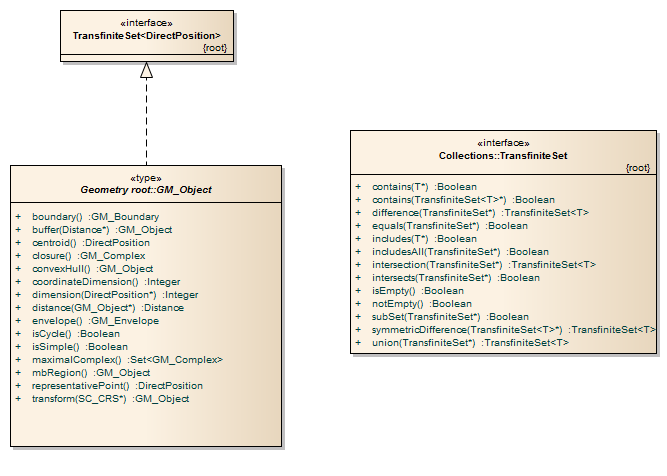 «interface»
TransfiniteSet<DirectPosition>
{root}
«type»
Geometry root::GM_Object
+ boundary() :GM_Boundary
+ buffer(Distance*) :GM_Object
+ centroid() :DirectPosition
+ closure() :GM_Complex
+ convexHull() :GM_Object
+ coordinateDimension() :Integer
+ dimension(DirectPosition*) :Integer
+ distance(GM_Object*) :Distance
+ envelope() :GM_Envelope
+ isCycle() :Boolean
+ isSimple() :Boolean
+ maximalComplex() :Set<GM_Complex>
+ mbRegion() :GM_Object
+ representativePoint() :DirectPosition
+ transform(SC_CRS*) :GM_Object
«interface»
Collections::TransfiniteSet
{root}
+ contains(T*) :Boolean
+ contains(TransfiniteSet<T>*) :Boolean
+ difference(TransfiniteSet*) :TransfiniteSet<T>
+ equals(TransfiniteSet*) :Boolean
+ includes(T*) :Boolean
+ includesAll(TransfiniteSet*) :Boolean
+ intersection(TransfiniteSet*) :TransfiniteSet<T>
+ intersects(TransfiniteSet*) :Boolean
+ isEmpty() :Boolean
+ notEmpty() :Boolean
+ subSet(TransfiniteSet*) :Boolean
+ symmetricDifference(TransfiniteSet<T>*) :TransfiniteSet<T>
+ union(TransfiniteSet*) :TransfiniteSet<T>